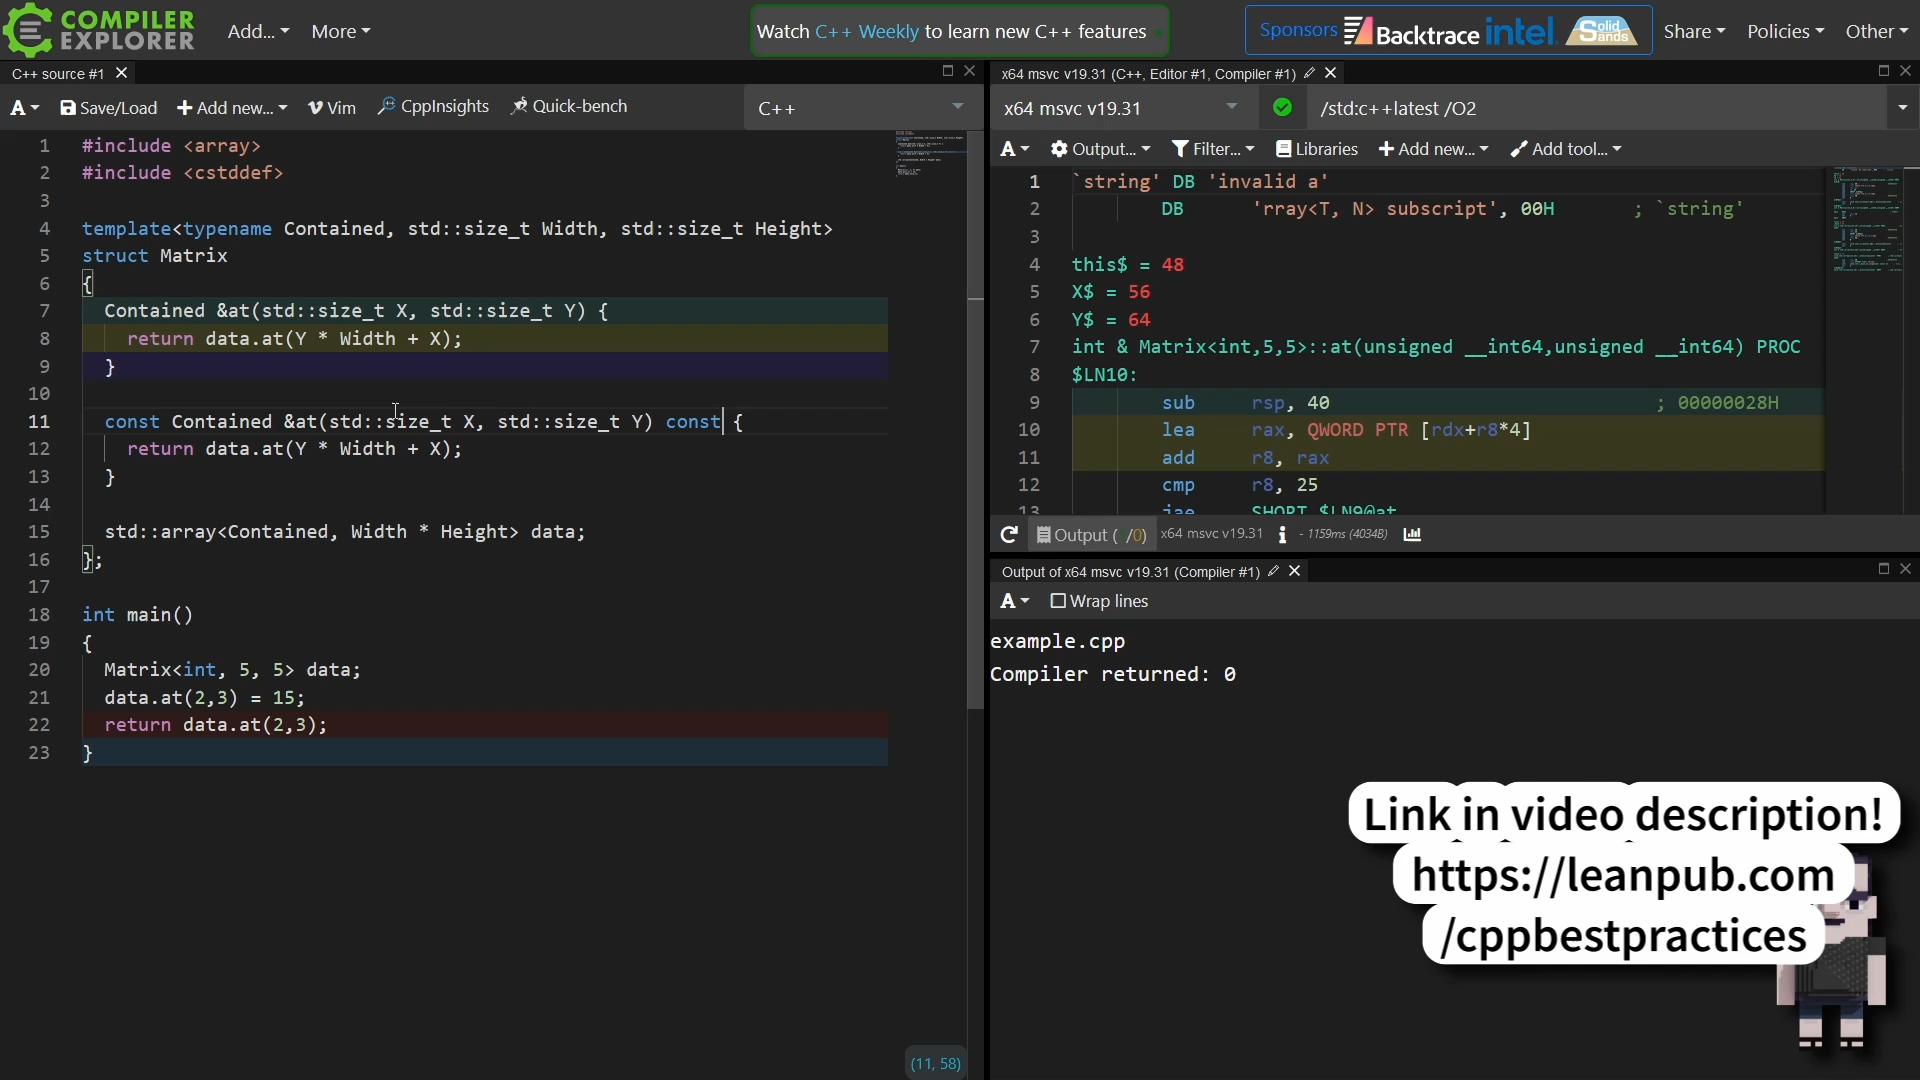 COMPILER
EXPLORER
Add...
More
Watch C++ Weekly to learn new C++ features
Sponsors
Backtrace
intel
Solid
Sands
Share
Policies
Other
C++ source #1
A
Save/Load
Add new...
Vim
CppInsights
Quick-bench
C++
1 #include <array>
2 #include <cstddef>
3
4 template<typename Contained, std::size_t Width, std::size_t Height>
5 struct Matrix
6 {
7 Contained &at(std::size_t X, std::size_t Y) {
8 return data.at(Y * Width + X);
9 }
10
11 const Contained &at(std::size_t X, std::size_t Y) const {
12 return data.at(Y * Width + X);
13 }
14
15 std::array<Contained, Width * Height> data;
16 };
17
18 int main()
19 {
20 Matrix<int, 5, 5> data;
21 data.at(2,3) = 15;
22 return data.at(2,3);
23 }
(11, 58)
x64 msvc v19.31 (C++, Editor #1, Compiler #1)
x64 msvc v19.31
/std:c++latest /O2
A
Output...
Filter...
Libraries
Add new...
Add tool...
1 `string' DB 'invalid a'
2 DB 'rray<T, N> subscript', 00H ; `string'
3
4 this$ = 48
5 X$ = 56
6 Y$ = 64
7 int & Matrix<int,5,5>::at(unsigned __int64,unsigned __int64) PROC
8 $LN10:
9 sub rsp, 40 ; 00000028H
10 lea rax, QWORD PTR [rdx+r8*4]
11 add r8, rax
12 cmp r8, 25
13 jae SHORT $LN9@at
Output ( /0) x64 msvc v19.31 - 1159ms (4034B)
Output of x64 msvc v19.31 (Compiler #1)
A
Wrap lines
example.cpp
Compiler returned: 0
Link in video description!
https://leanpub.com
/cppbestpractices